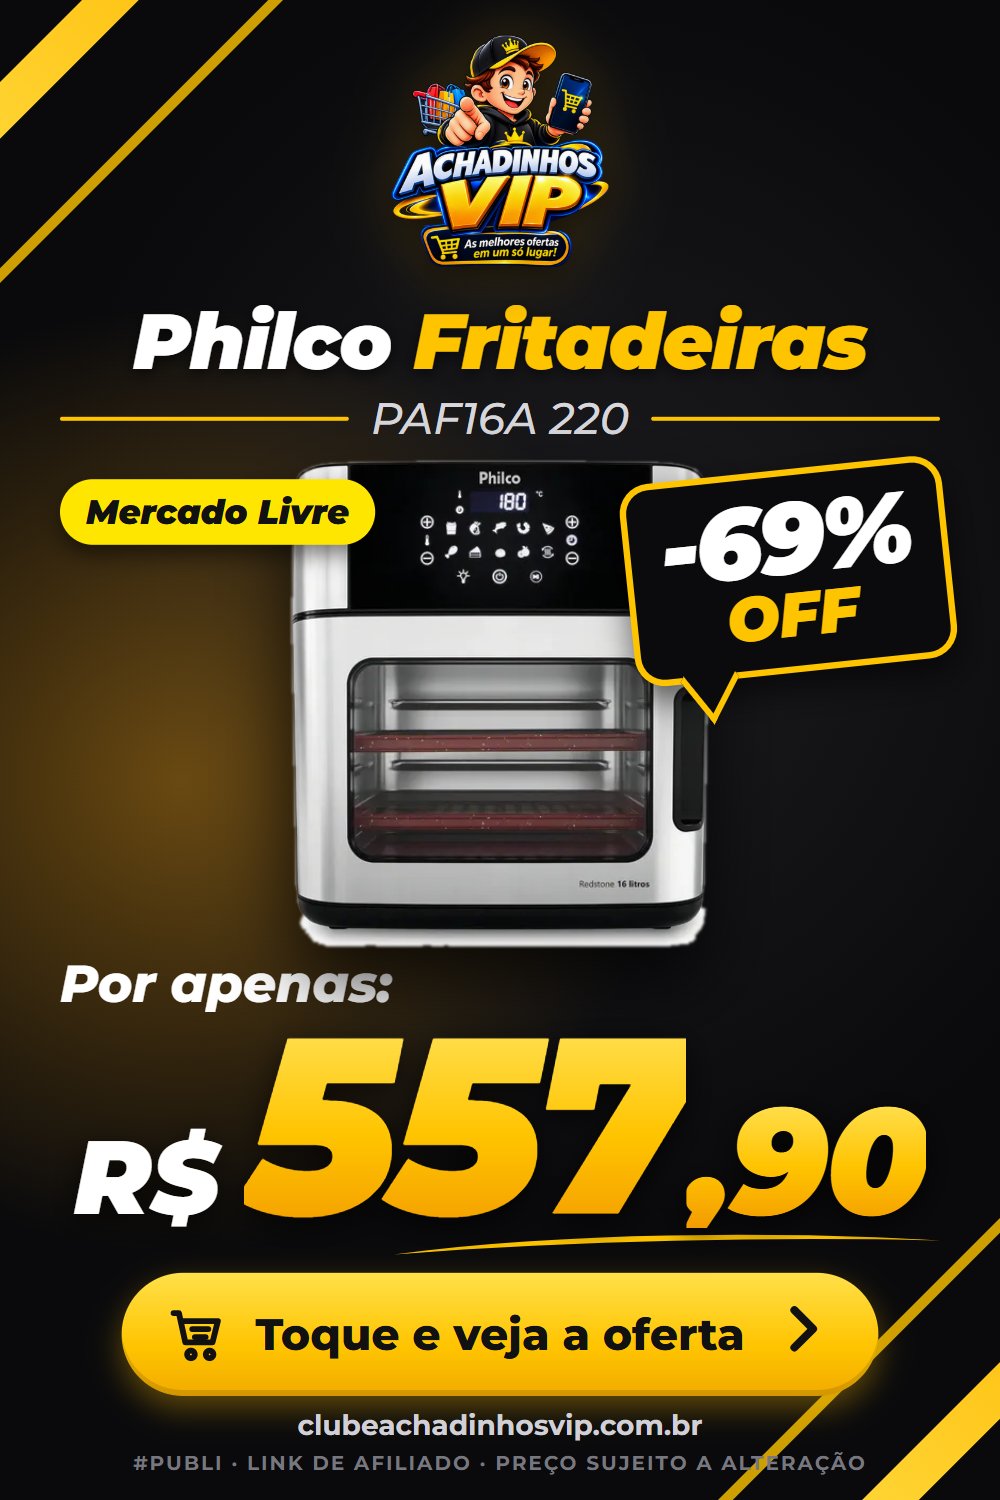 ACHADINHOS
VIP
As melhores ofertas
em um só lugar!
Philco Fritadeiras
PAF16A 220
Mercado Livre
Philco
180 °C
-69%
OFF
Redstone 16 litros
Por apenas:
R$ 557,90
Toque e veja a oferta
clubeachadinhosvip.com.br
#PUBLI · LINK DE AFILIADO · PREÇO SUJEITO A ALTERAÇÃO